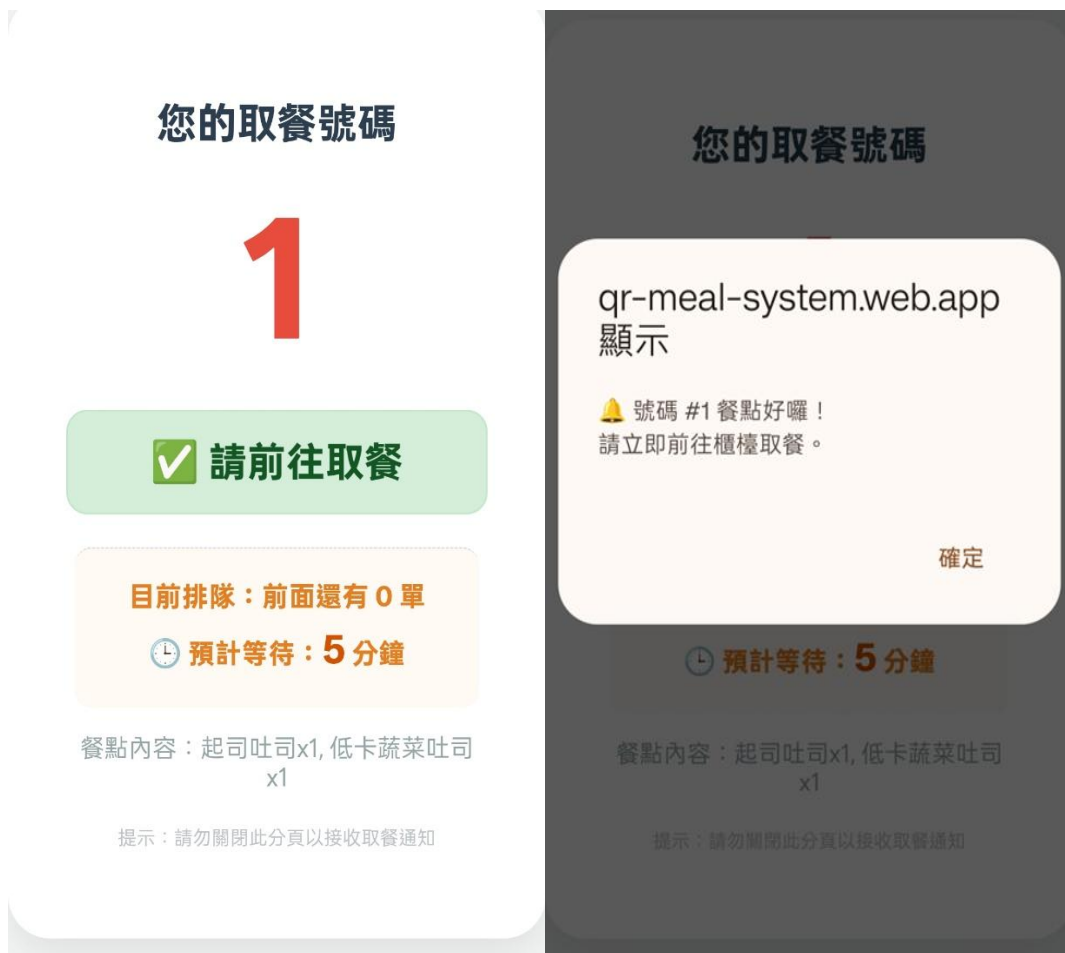 您的取餐號碼
1
✅ 請前往取餐
目前排隊：前面還有 0 單
🕒 預計等待：5 分鐘
餐點內容：起司吐司x1, 低卡蔬菜吐司
x1
提示：請勿關閉此分頁以接收取餐通知
您的取餐號碼
qr-meal-system.web.app
顯示
🔔 號碼 #1 餐點好囉！
請立即前往櫃檯取餐。
確定
🕒 預計等待：5 分鐘
餐點內容：起司吐司x1, 低卡蔬菜吐司
x1
提示：請勿關閉此分頁以接收取餐通知